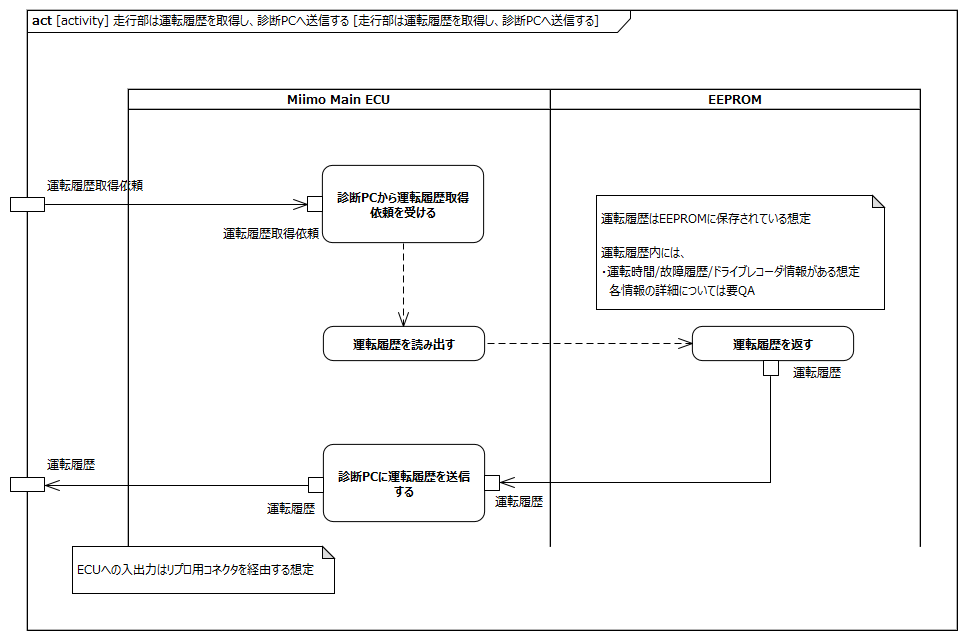 act [activity] 走行部は運転履歴を取得し、診断PCへ送信する [走行部は運転履歴を取得し、診断PCへ送信する]
Miimo Main ECU
EEPROM
運転履歴取得依頼
診断PCから運転履歴取得
依頼を受ける
運転履歴取得依頼
運転履歴はEEPROMに保存されている想定
運転履歴内には、
・運転時間/故障履歴/ドライブレコーダ情報がある想定
各情報の詳細については要QA
運転履歴を読み出す
運転履歴を返す
運転履歴
運転履歴
診断PCに運転履歴を送信
する
運転履歴
運転履歴
ECUへの入出力はリプロ用コネクタを経由する想定